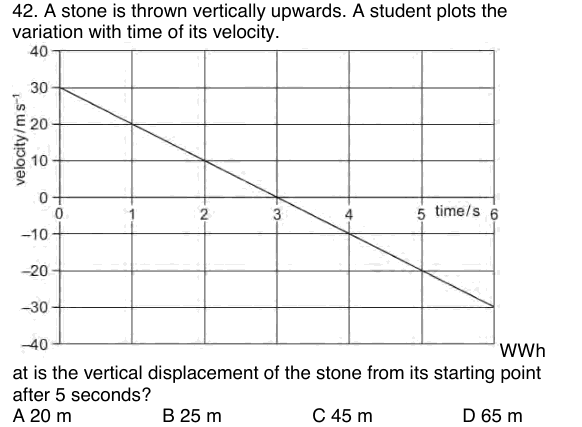 42. A stone is thrown vertically upwards. A student plots the
variation with time of its velocity.
40
30
20
10
0
–10
–20
–30
–40
velocity/m s⁻¹
0 1 2 3 4 5 time/s 6
WWh
at is the vertical displacement of the stone from its starting point
after 5 seconds?
A 20 m B 25 m C 45 m D 65 m